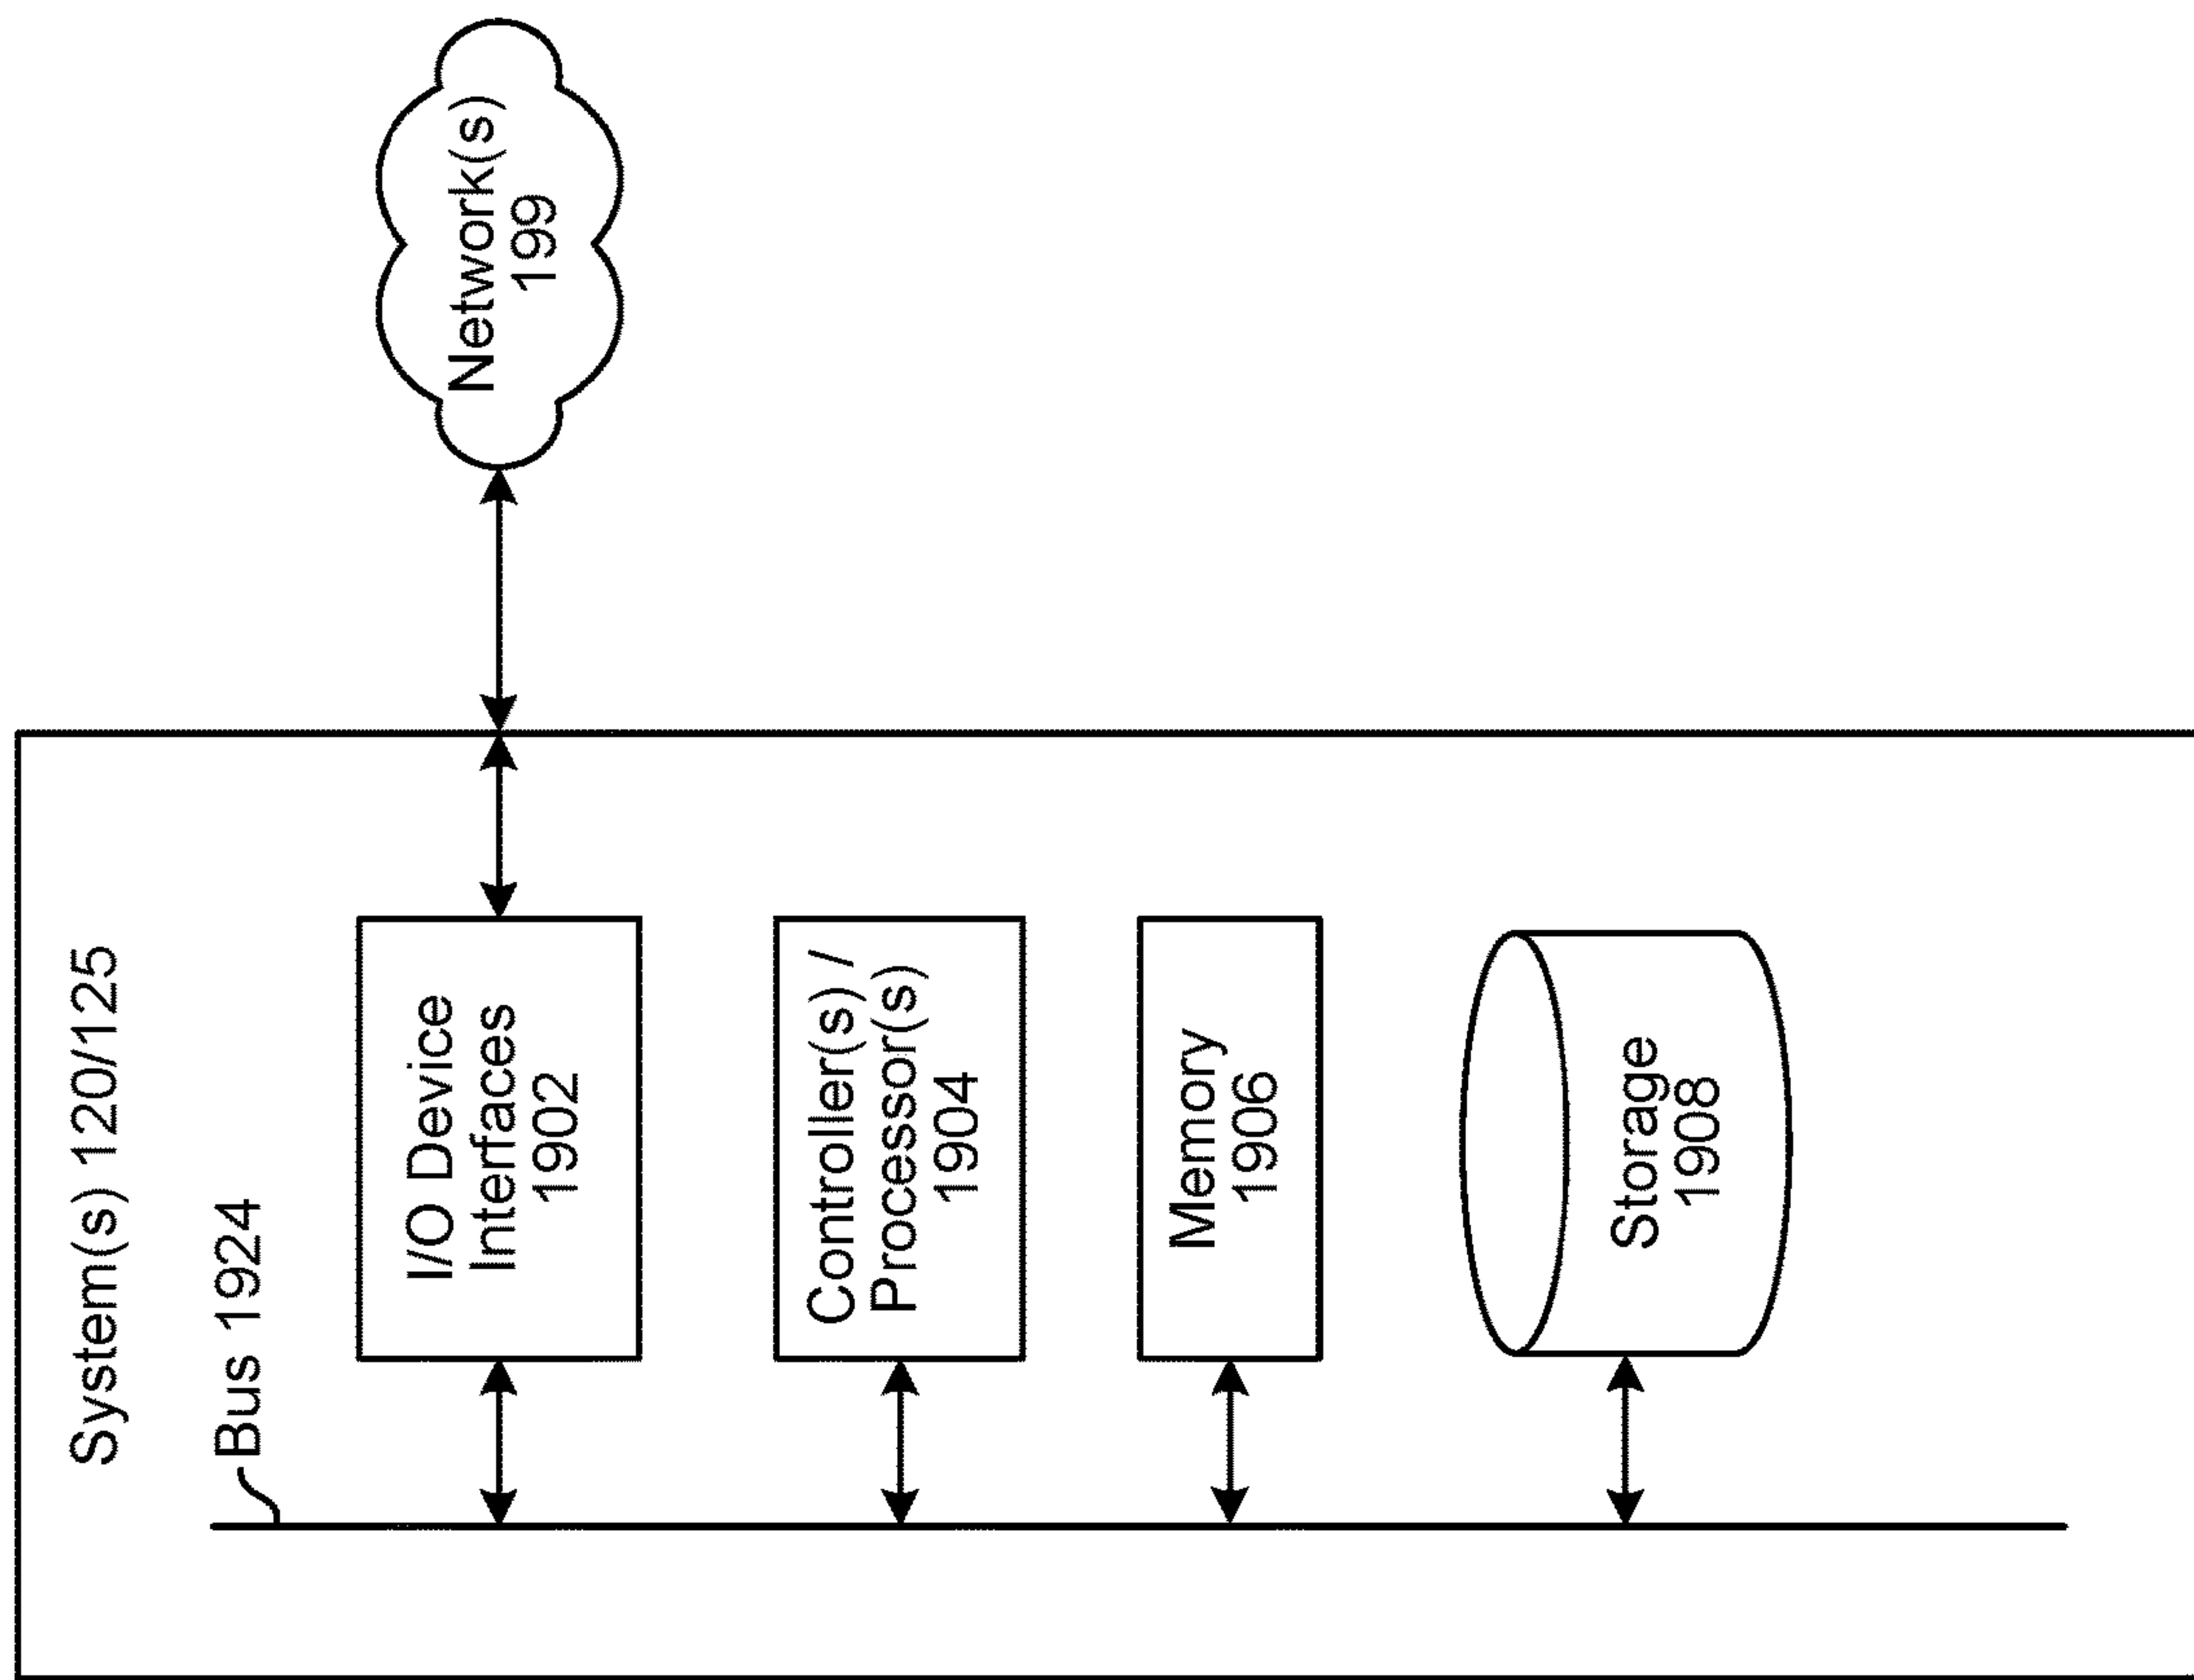 System(s) 120/125
Bus 1924
I/O Device
Interfaces
1902
Network(s)
199
Controller(s) /
Processor(s)
1904
Memory
1906
Storage
1908